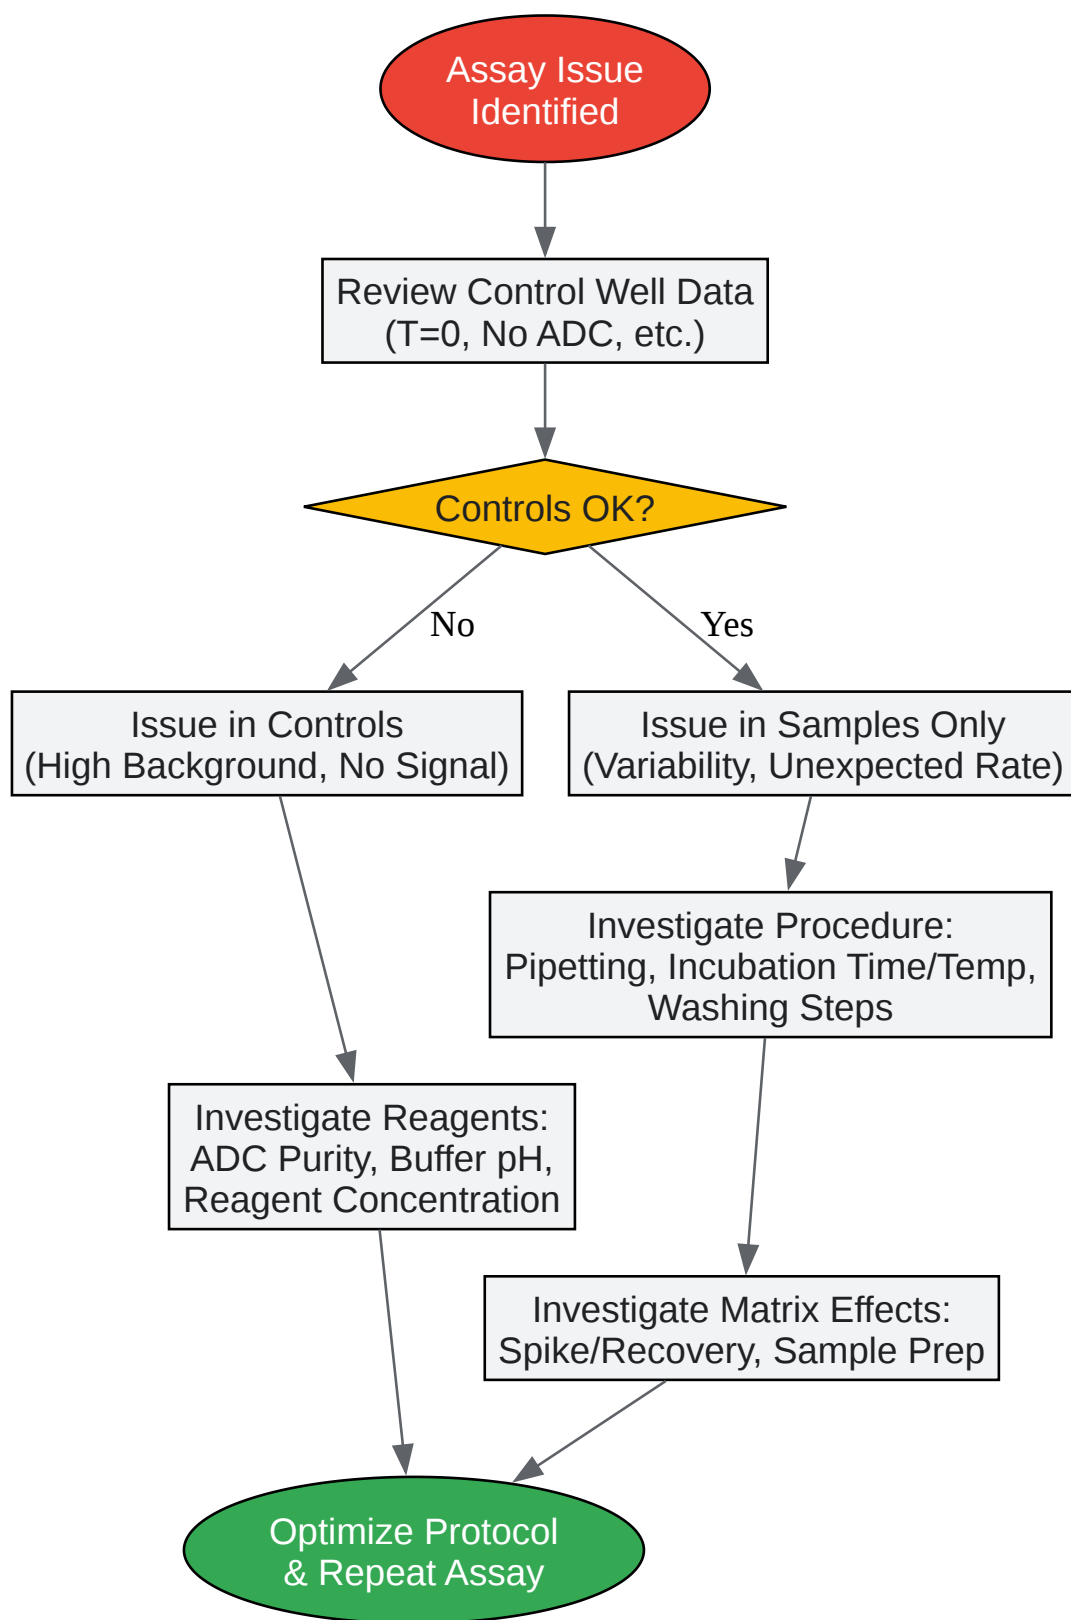 Assay Issue
Identified
Review Control Well Data
(T=0, No ADC, etc.)
Controls OK?
No
Yes
Issue in Controls
(High Background, No Signal)
Issue in Samples Only
(Variability, Unexpected Rate)
Investigate Procedure:
Pipetting, Incubation Time/Temp,
Washing Steps
Investigate Reagents:
ADC Purity, Buffer pH,
Reagent Concentration
Investigate Matrix Effects:
Spike/Recovery, Sample Prep
Optimize Protocol
& Repeat Assay